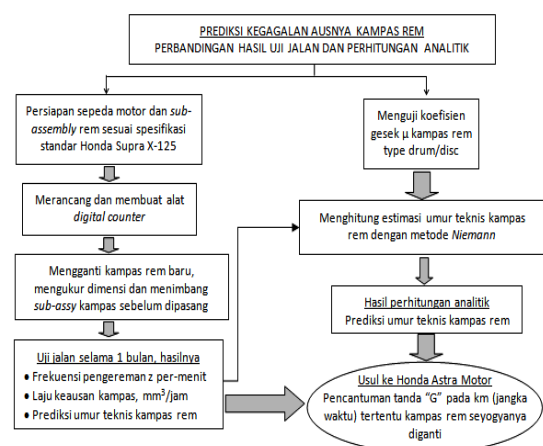 PREDIKSI KEGAGALAN AUSNYA KAMPAS REM
PERBANDINGAN HASIL UJI JALAN DAN PERHITUNGAN ANALITIK
Persiapan sepeda motor dan sub-
assembly rem sesuai spesifikasi
standar Honda Supra X-125
Merancang dan membuat alat
digital counter
Mengganti kampas rem baru,
mengukur dimensi dan menimbang
sub-assy kampas sebelum dipasang
Uji jalan selama 1 bulan, hasilnya
• Frekuensi pengereman z per-menit
• Laju keausan kampas, mm³/jam
• Prediksi umur teknis kampas rem
Menguji koefisien
gesek µ kampas rem
type drum/disc
Menghitung estimasi umur teknis kampas
rem dengan metode Niemann
Hasil perhitungan analitik
Prediksi umur teknis kampas rem
Usul ke Honda Astra Motor
Pencantuman tanda “G” pada km (jangka
waktu) tertentu kampas rem seyogyanya
diganti